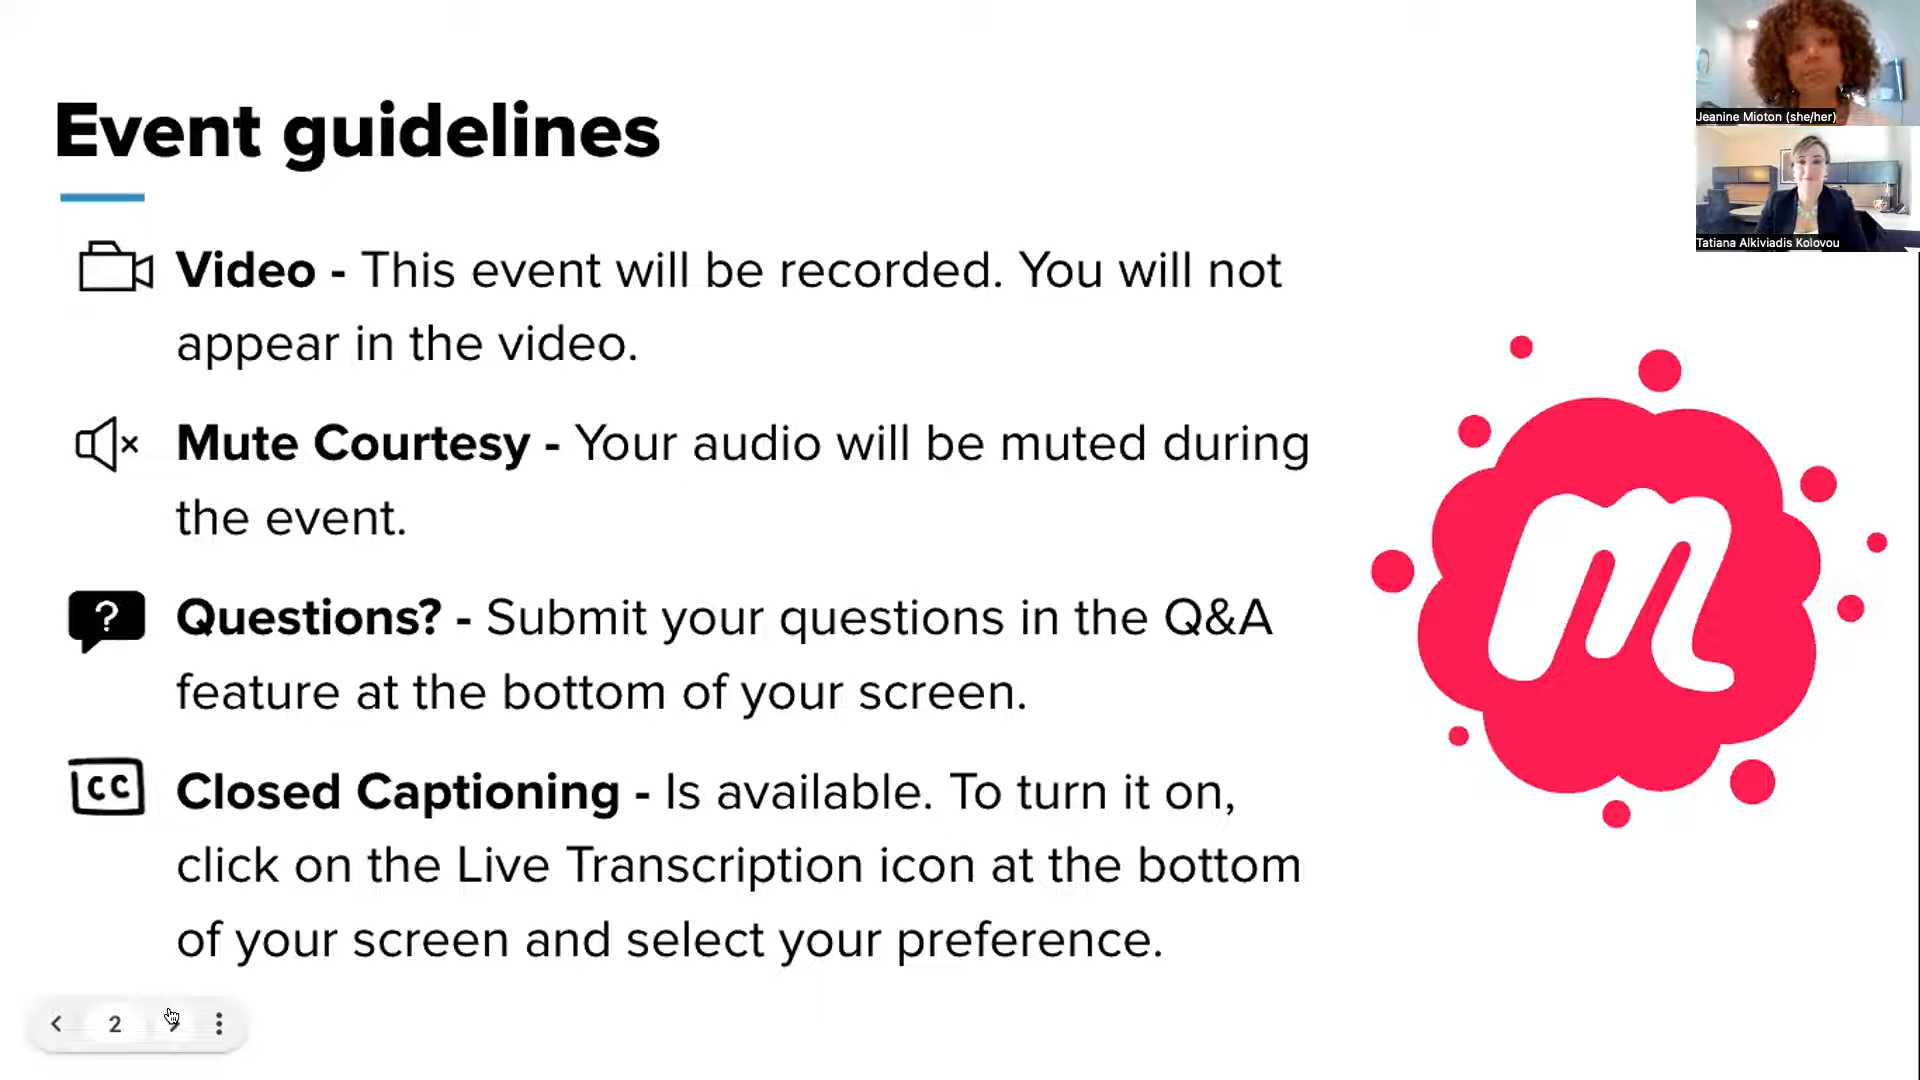 Event guidelines
Video - This event will be recorded. You will not
appear in the video.
Mute Courtesy - Your audio will be muted during
the event.
? Questions? - Submit your questions in the Q&A
feature at the bottom of your screen.
CC Closed Captioning - Is available. To turn it on,
click on the Live Transcription icon at the bottom
of your screen and select your preference.
2
m
Jeanine Mioton (she/her)
Tatiana Alkiviadis Kolovou